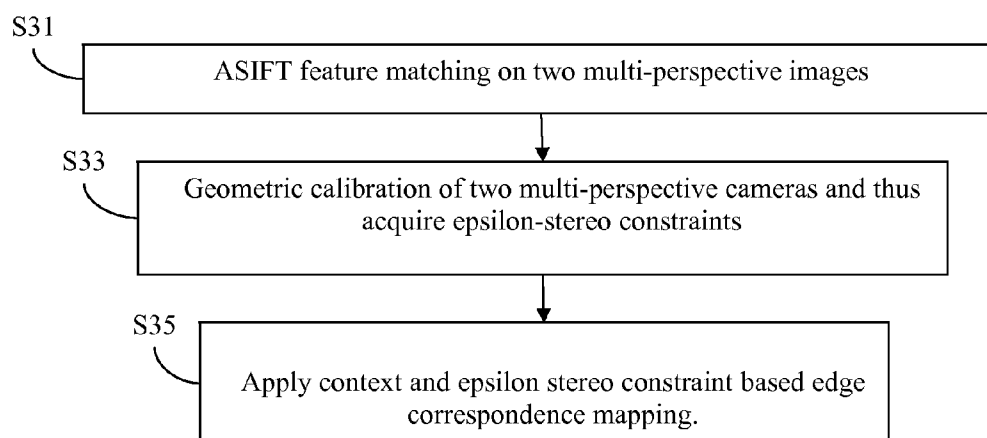 S31
ASIFT feature matching on two multi-perspective images
S33
Geometric calibration of two multi-perspective cameras and thus
acquire epsilon-stereo constraints
S35
Apply context and epsilon stereo constraint based edge
correspondence mapping.